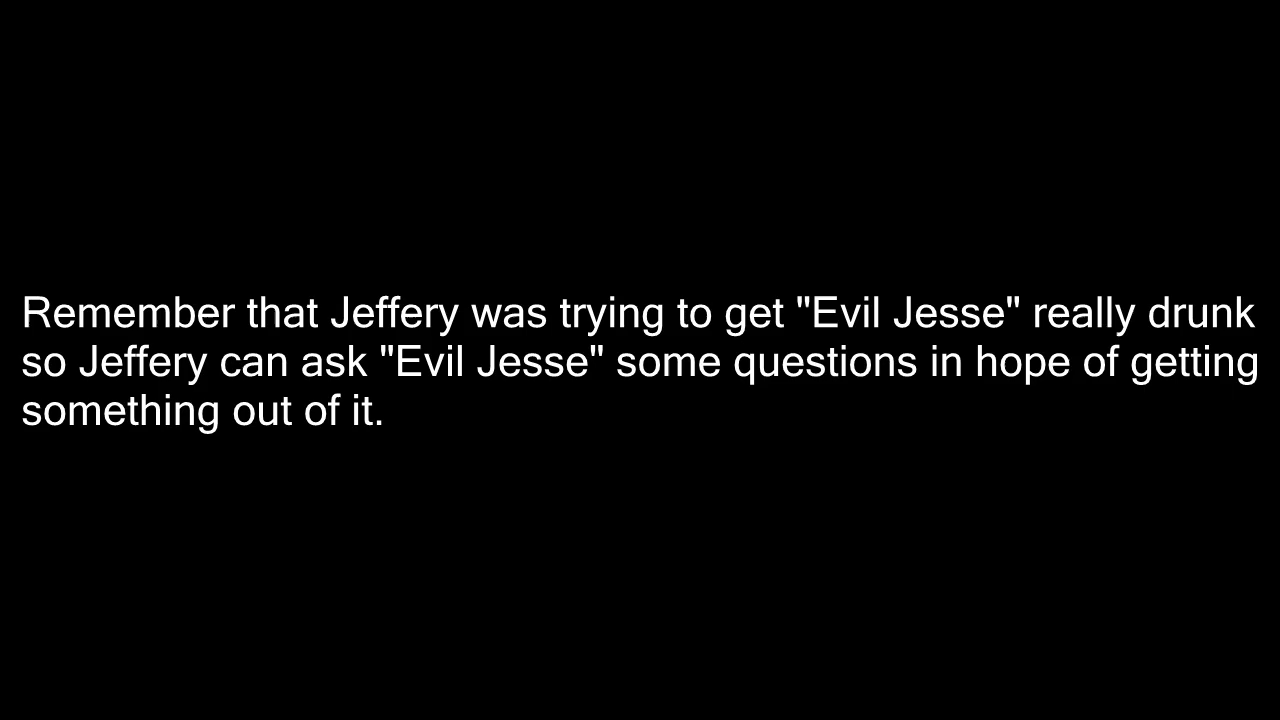 Remember that Jeffery was trying to get "Evil Jesse" really drunk
so Jeffery can ask "Evil Jesse" some questions in hope of getting
something out of it.